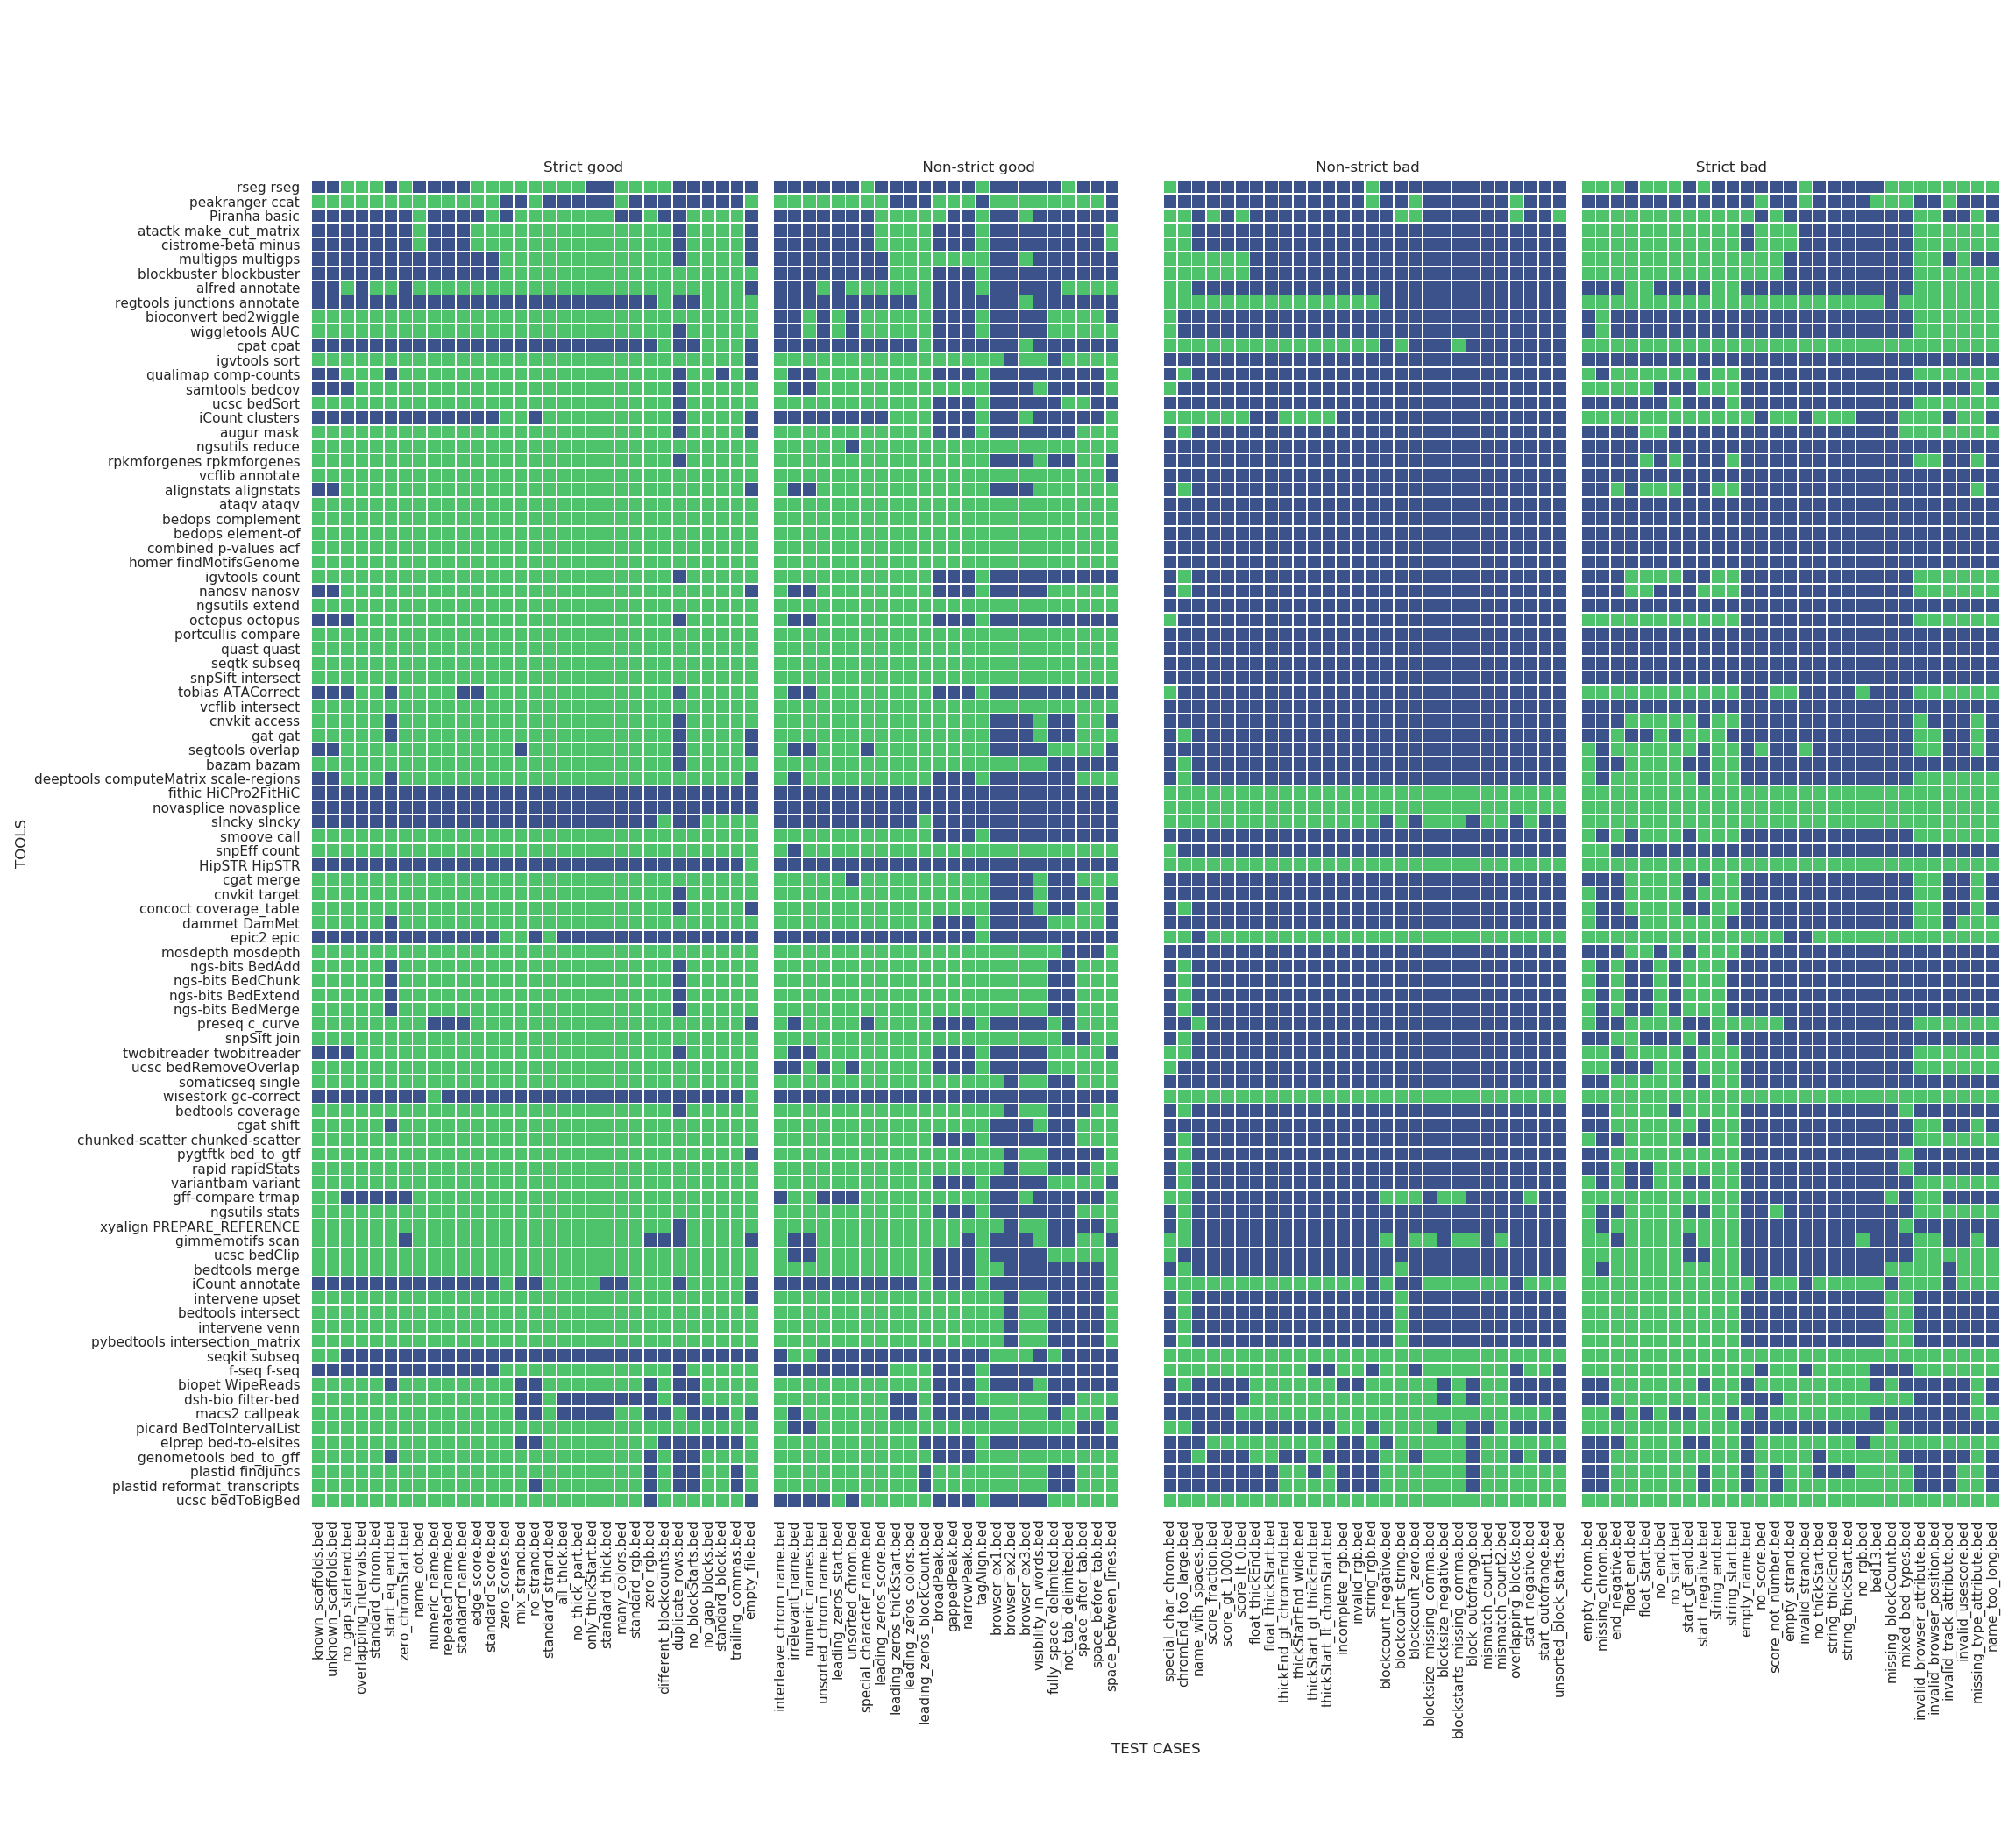 Strict good
Non-strict good
Non-strict bad
Strict bad
TOOLS
rseg rseg
peakranger ccat
Piranha basic
atactk make_cut_matrix
cistrome-beta minus
multigps multigps
blockbuster blockbuster
alfred annotate
regtools junctions annotate
bioconvert bed2wiggle
wiggletools AUC
cpat cpat
igvtools sort
qualimap comp-counts
samtools bedcov
ucsc bedSort
iCount clusters
augur mask
ngsutils reduce
rpkmforgenes rpkmforgenes
vcflib annotate
alignstats alignstats
ataqv ataqv
bedops complement
bedops element-of
combined p-values acf
homer findMotifsGenome
igvtools count
nanosv nanosv
ngsutils extend
octopus octopus
portcullis compare
quast quast
seqtk subseq
snpSift intersect
tobias ATACorrect
vcflib intersect
cnvkit access
gat gat
segtools overlap
bazam bazam
deeptools computeMatrix scale-regions
fithic HiCPro2FitHiC
novasplice novasplice
slncky slncky
smoove call
snpEff count
HipSTR HipSTR
cgat merge
cnvkit target
concoct coverage_table
dammet DamMet
epic2 epic
mosdepth mosdepth
ngs-bits BedAdd
ngs-bits BedChunk
ngs-bits BedExtend
ngs-bits BedMerge
preseq c_curve
snpSift join
twobitreader twobitreader
ucsc bedRemoveOverlap
somaticseq single
wisestork gc-correct
bedtools coverage
cgat shift
chunked-scatter chunked-scatter
pygtftk bed_to_gtf
rapid rapidStats
variantbam variant
gff-compare trmap
ngsutils stats
xyalign PREPARE_REFERENCE
gimmemotifs scan
ucsc bedClip
bedtools merge
iCount annotate
intervene upset
bedtools intersect
intervene venn
pybedtools intersection_matrix
seqkit subseq
f-seq f-seq
biopet WipeReads
dsh-bio filter-bed
macs2 callpeak
picard BedToIntervalList
elprep bed-to-elsites
genometools bed_to_gff
plastid findjuncs
plastid reformat_transcripts
ucsc bedToBigBed
known_scaffolds.bed
unknown_scaffolds.bed
no_gap_startend.bed
overlapping_intervals.bed
standard_chrom.bed
start_eq_end.bed
zero_chromStart.bed
name_dot.bed
numeric_name.bed
repeated_name.bed
standard_name.bed
edge_score.bed
standard_score.bed
zero_scores.bed
mix_strand.bed
no_strand.bed
standard_strand.bed
all_thick.bed
no_thick_part.bed
only_thickStart.bed
standard_thick.bed
many_colors.bed
standard_rgb.bed
zero_rgb.bed
different_blockcounts.bed
duplicate_rows.bed
no_blockStarts.bed
no_gap_blocks.bed
standard_block.bed
trailing_commas.bed
empty_file.bed
interleave_chrom_name.bed
irrelevant_name.bed
numeric_names.bed
unsorted_chrom_name.bed
leading_zeros_start.bed
unsorted_chrom.bed
special_character_name.bed
leading_zeros_score.bed
leading_zeros_thickStart.bed
leading_zeros_colors.bed
leading_zeros_blockCount.bed
broadPeak.bed
gappedPeak.bed
narrowPeak.bed
tagAlign.bed
browser_ex1.bed
browser_ex2.bed
browser_ex3.bed
visibility_in_words.bed
fully_space_delimited.bed
not_tab_delimited.bed
space_after_tab.bed
space_before_tab.bed
space_between_lines.bed
special_char_chrom.bed
chromEnd_too_large.bed
name_with_spaces.bed
score_fraction.bed
score_gt_1000.bed
score_lt_0.bed
float_thickEnd.bed
float_thickStart.bed
thickEnd_gt_chromEnd.bed
thickStartEnd_wide.bed
thickStart_gt_thickEnd.bed
thickStart_lt_chomStart.bed
incomplete_rgb.bed
invalid_rgb.bed
string_rgb.bed
blockcount_negative.bed
blockcount_string.bed
blockcount_zero.bed
blocksize_missing_comma.bed
blocksize_negative.bed
blockstarts_missing_comma.bed
block_outofrange.bed
mismatch_count1.bed
mismatch_count2.bed
overlappping_blocks.bed
start_negative.bed
start_outofrange.bed
unsorted_block_starts.bed
empty_chrom.bed
missing_chrom.bed
end_negative.bed
float_end.bed
float_start.bed
no_end.bed
no_start.bed
start_gt_end.bed
start_negative.bed
string_end.bed
string_start.bed
empty_name.bed
no_score.bed
score_not_number.bed
empty_strand.bed
invalid_strand.bed
no_thickStart.bed
string_thickEnd.bed
string_thickStart.bed
no_rgb.bed
bed13.bed
missing_blockCount.bed
mixed_bed_types.bed
invalid_browser_attribute.bed
invalid_browser_position.bed
invalid_track_attribute.bed
invalid_usescore.bed
missing_type_attribute.bed
name_too_long.bed
TEST CASES